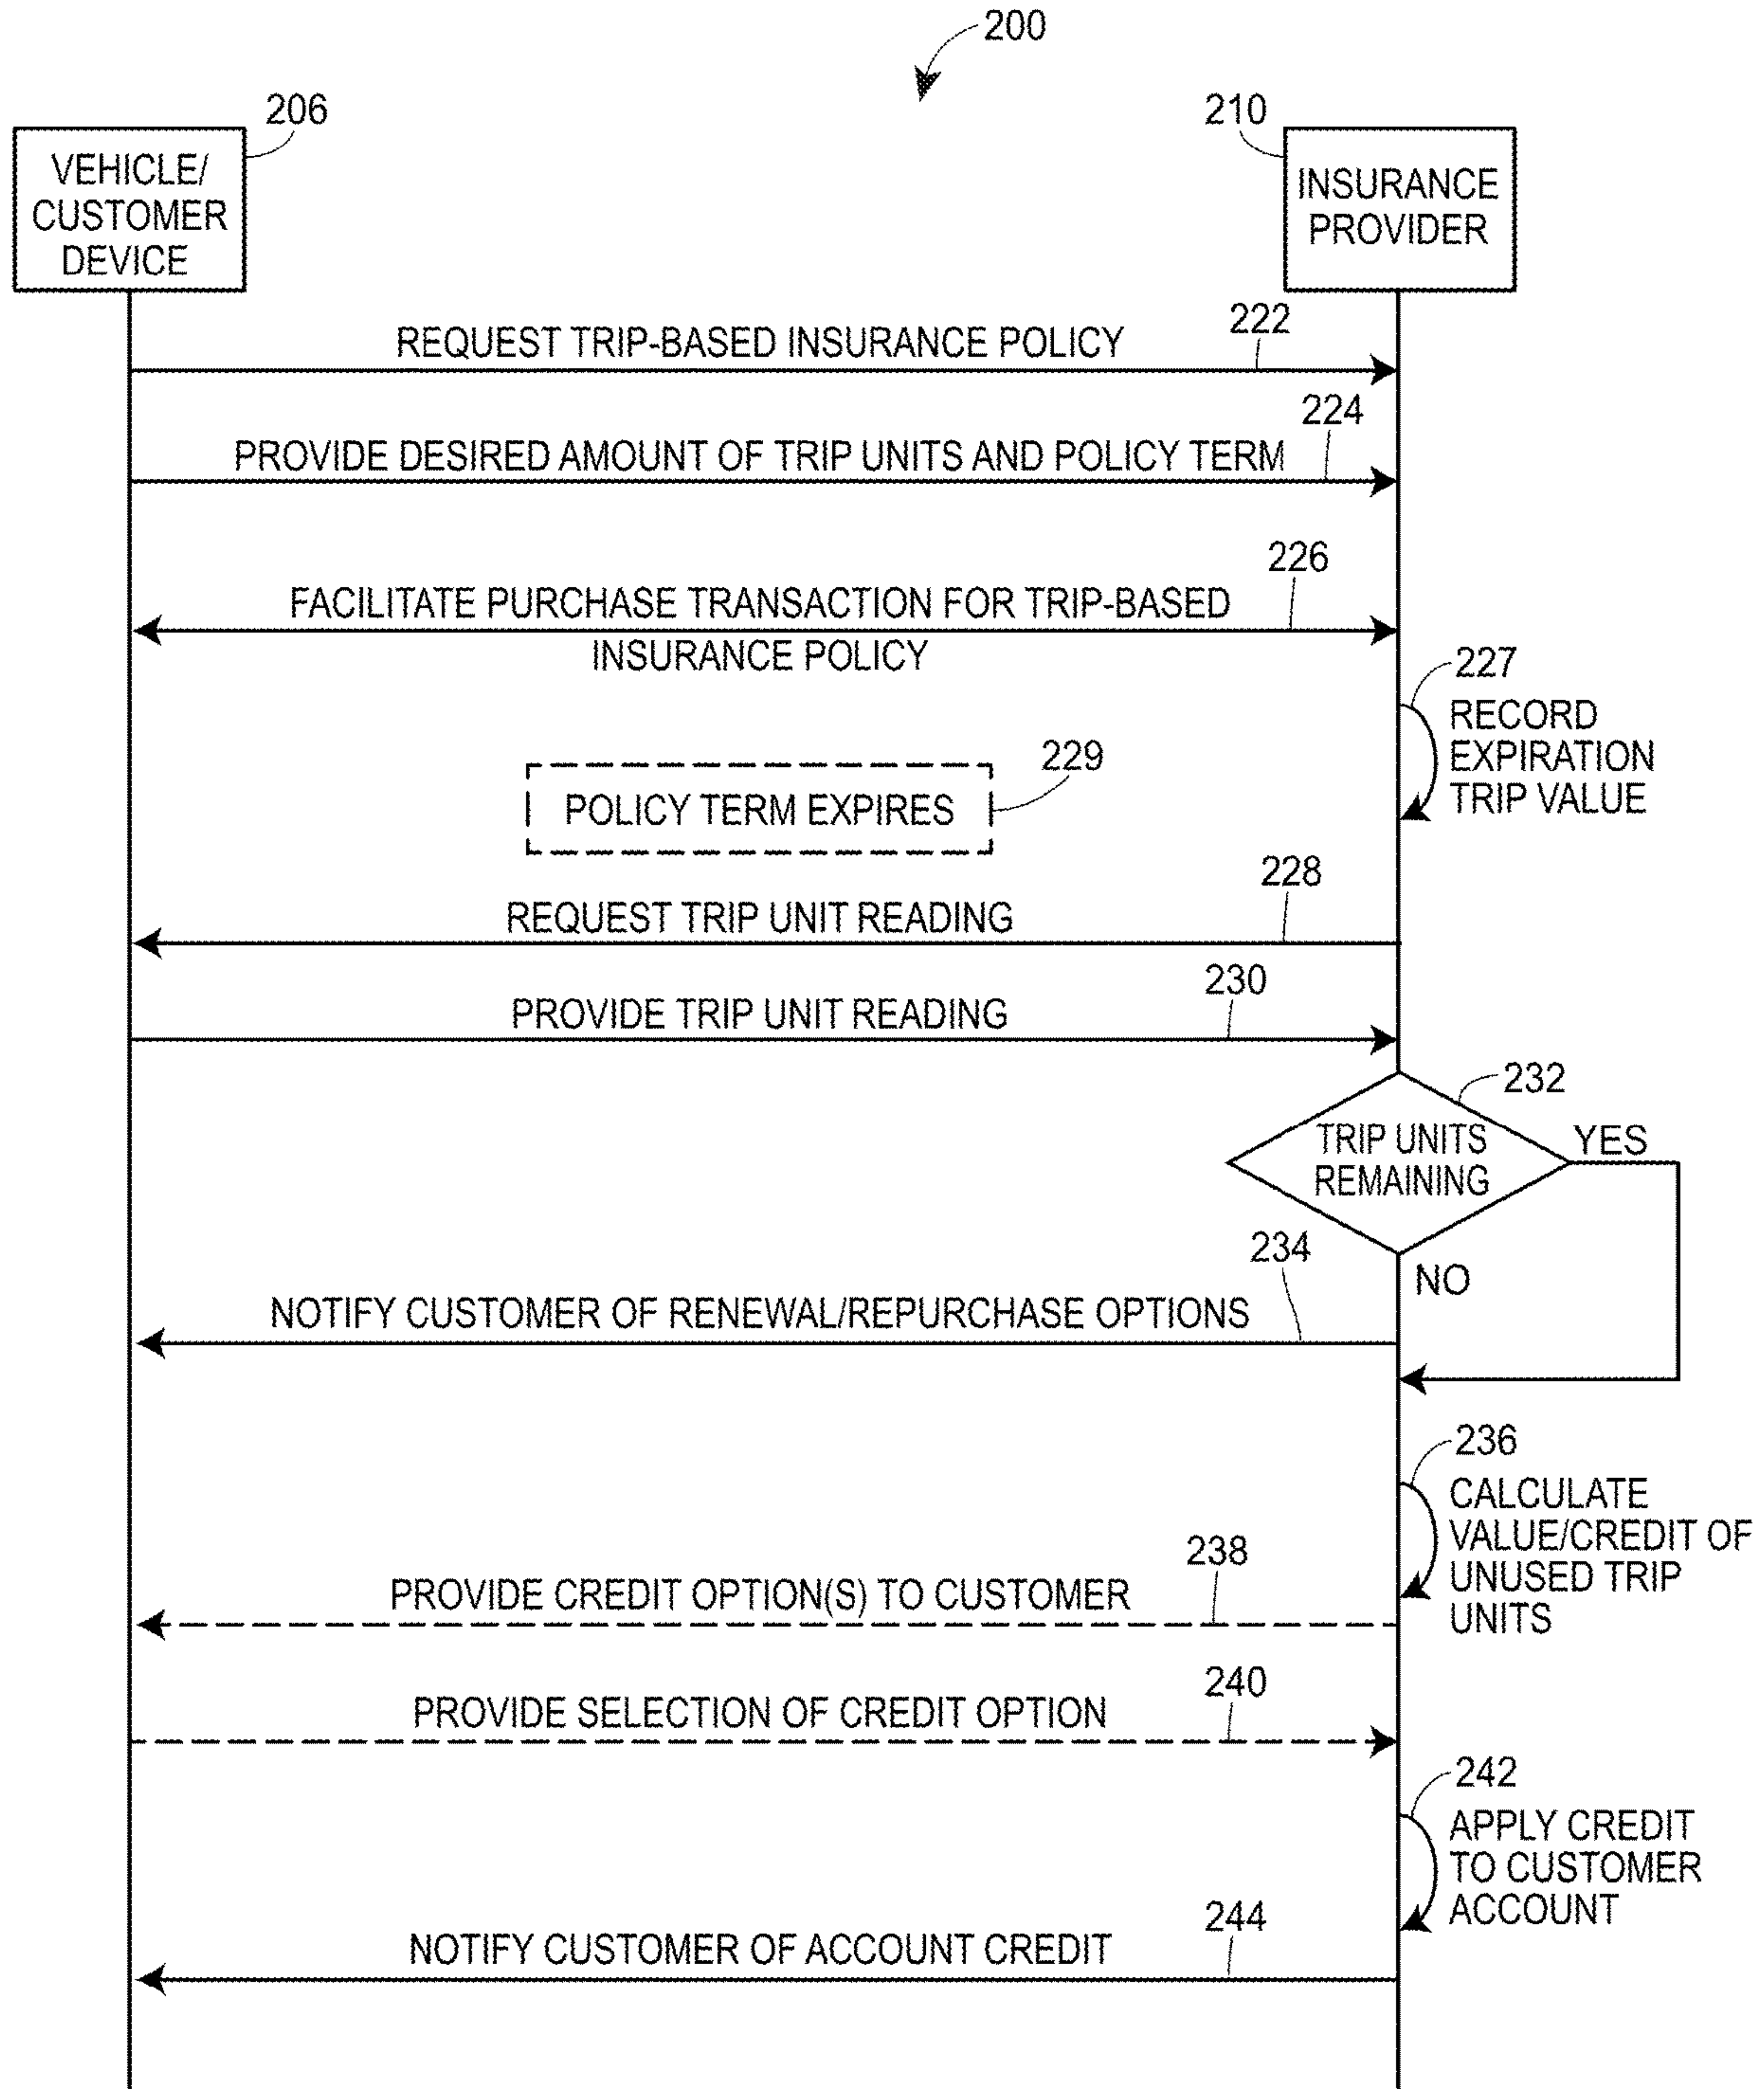 200
206
210
VEHICLE/
CUSTOMER
DEVICE
INSURANCE
PROVIDER
REQUEST TRIP-BASED INSURANCE POLICY
222
224
PROVIDE DESIRED AMOUNT OF TRIP UNITS AND POLICY TERM
226
FACILITATE PURCHASE TRANSACTION FOR TRIP-BASED
INSURANCE POLICY
227
RECORD
EXPIRATION
TRIP VALUE
229
POLICY TERM EXPIRES
228
REQUEST TRIP UNIT READING
230
PROVIDE TRIP UNIT READING
232
TRIP UNITS
REMAINING
YES
NO
234
NOTIFY CUSTOMER OF RENEWAL/REPURCHASE OPTIONS
236
CALCULATE
VALUE/CREDIT OF
UNUSED TRIP
UNITS
238
PROVIDE CREDIT OPTION(S) TO CUSTOMER
240
PROVIDE SELECTION OF CREDIT OPTION
242
APPLY CREDIT
TO CUSTOMER
ACCOUNT
244
NOTIFY CUSTOMER OF ACCOUNT CREDIT